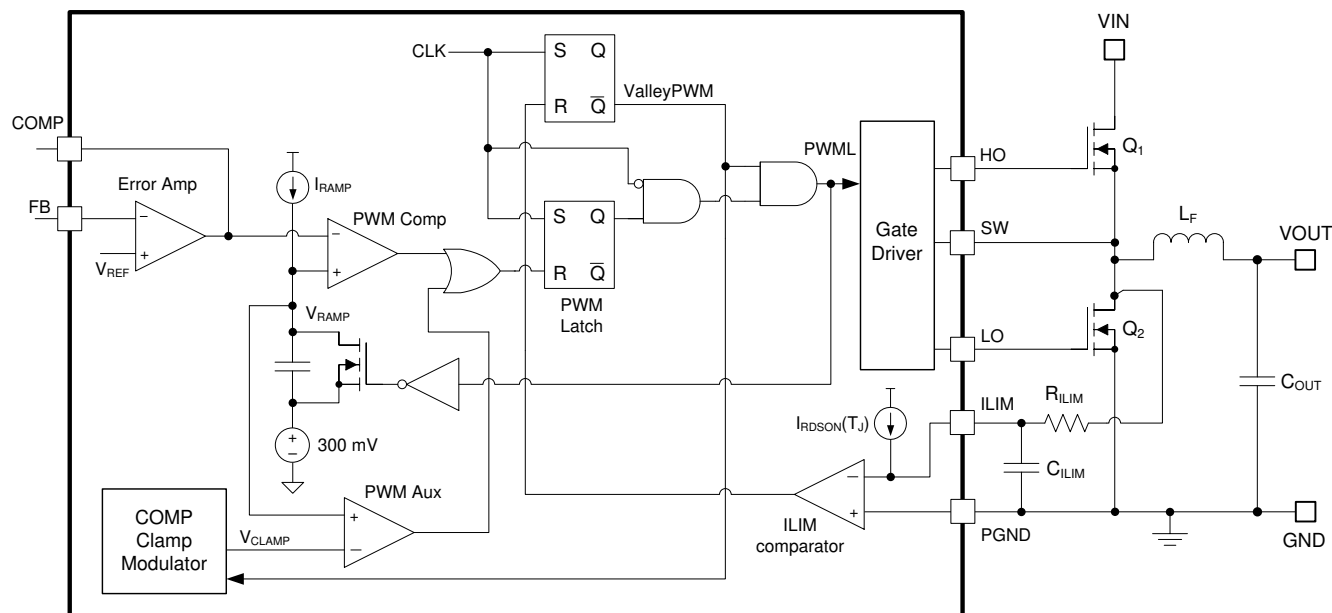 VIN
CLK
S Q
R Q̅
ValleyPWM
COMP
PWML
HO
Q1
Error Amp
IRAMP
FB
PWM Comp
VREF
−
+
−
+
S Q
R Q̅
PWM
Latch
Gate
Driver
SW
LF
VOUT
VRAMP
LO
Q2
COUT
RILIM
ILIM
IRDSON(TJ)
CILIM
+
−
300 mV
PWM Aux
COMP
Clamp
Modulator
VCLAMP
+
−
−
+
ILIM
comparator
PGND
GND